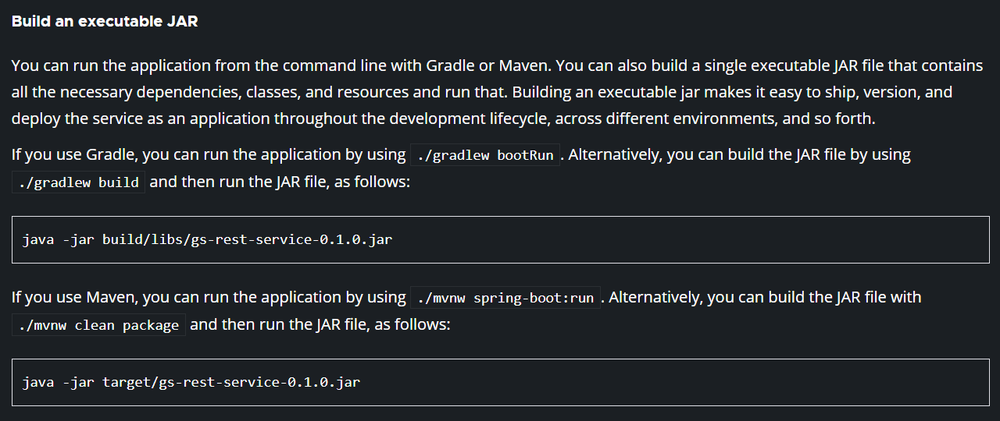 Build an executable JAR
You can run the application from the command line with Gradle or Maven. You can also build a single executable JAR file that contains
all the necessary dependencies, classes, and resources and run that. Building an executable jar makes it easy to ship, version, and
deploy the service as an application throughout the development lifecycle, across different environments, and so forth.
If you use Gradle, you can run the application by using ./gradlew bootRun. Alternatively, you can build the JAR file by using
./gradlew build and then run the JAR file, as follows:
java -jar build/libs/gs-rest-service-0.1.0.jar
If you use Maven, you can run the application by using ./mvnw spring-boot:run. Alternatively, you can build the JAR file with
./mvnw clean package and then run the JAR file, as follows:
java -jar target/gs-rest-service-0.1.0.jar